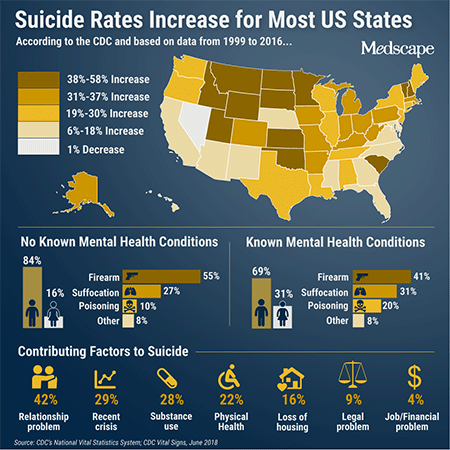 Suicide Rates Increase for Most US States
According to the CDC and based on data from 1999 to 2016...
Medscape
38%-58% Increase
31%-37% Increase
19%-30% Increase
6%-18% Increase
1% Decrease
No Known Mental Health Conditions
84%
16%
Firearm 55%
Suffocation 27%
Poisoning 10%
Other 8%
Known Mental Health Conditions
69%
31%
Firearm 41%
Suffocation 31%
Poisoning 20%
Other 8%
Contributing Factors to Suicide
42% 29% 28% 22% 16% 9% 4%
Relationship Recent Substance Physical Loss of Legal Job/Financial
problem crisis use Health housing problem problem
Source: CDC's National Vital Statistics System; CDC Vital Signs, June 2018